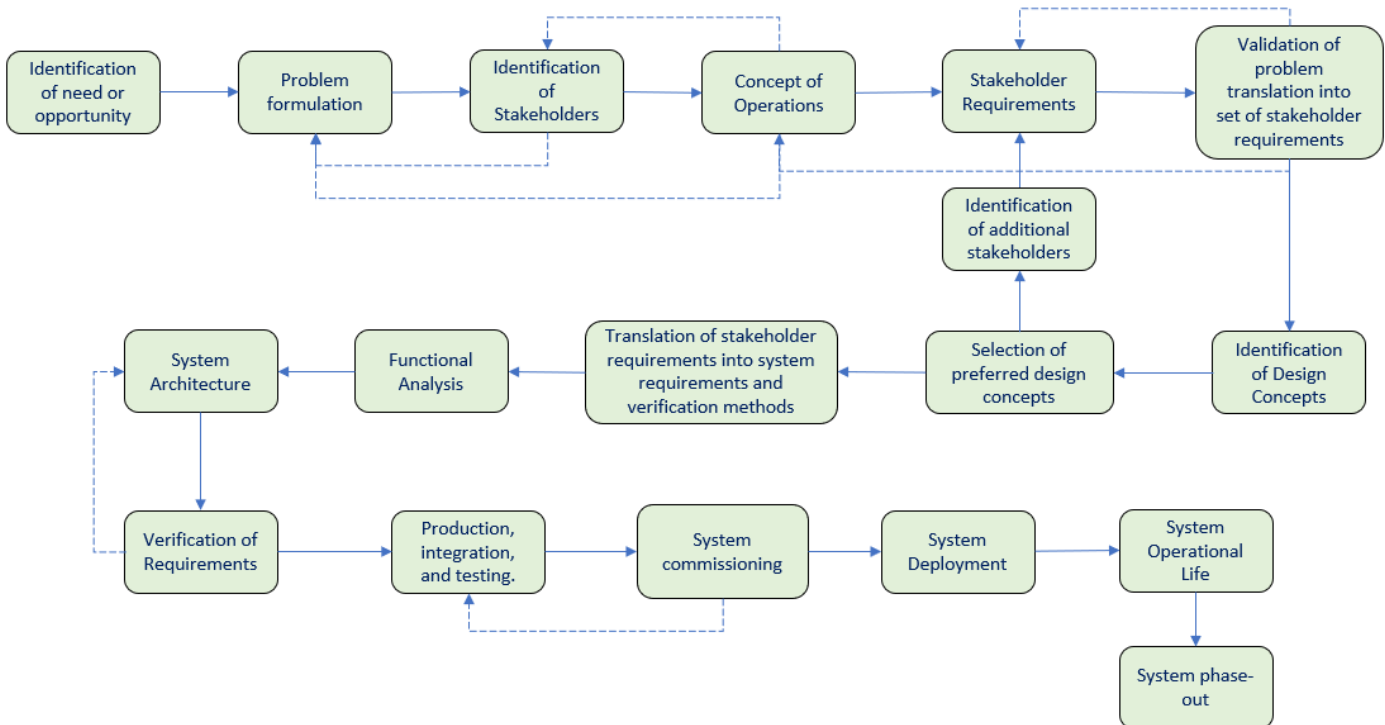 Identification
of need or
opportunity
Problem
formulation
Identification
of
Stakeholders
Concept of
Operations
Stakeholder
Requirements
Validation of
problem
translation into
set of stakeholder
requirements
Identification
of additional
stakeholders
System
Architecture
Functional
Analysis
Translation of stakeholder
requirements into system
requirements and
verification methods
Selection of
preferred design
concepts
Identification
of Design
Concepts
Verification of
Requirements
Production,
integration,
and testing.
System
commissioning
System
Deployment
System
Operational
Life
System phase-
out